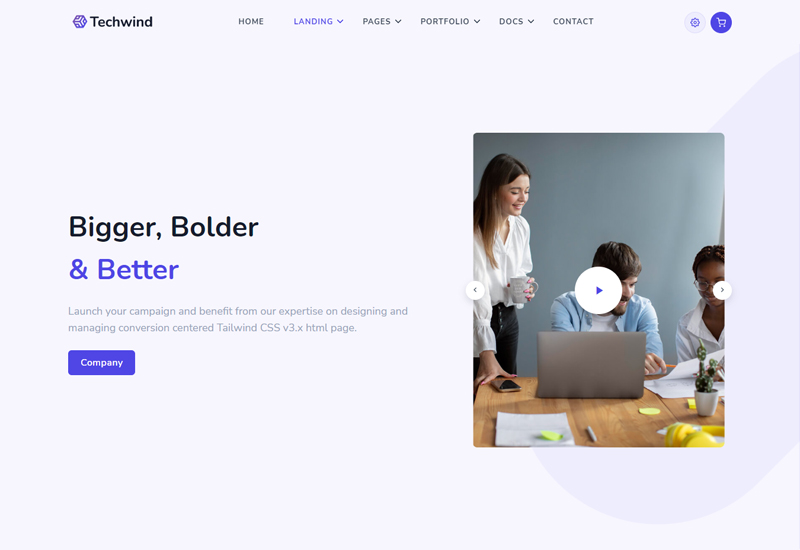 Techwind
HOME LANDING PAGES PORTFOLIO DOCS CONTACT
Bigger, Bolder
& Better
Launch your campaign and benefit from our expertise on designing and
managing conversion centered Tailwind CSS v3.x html page.
Company